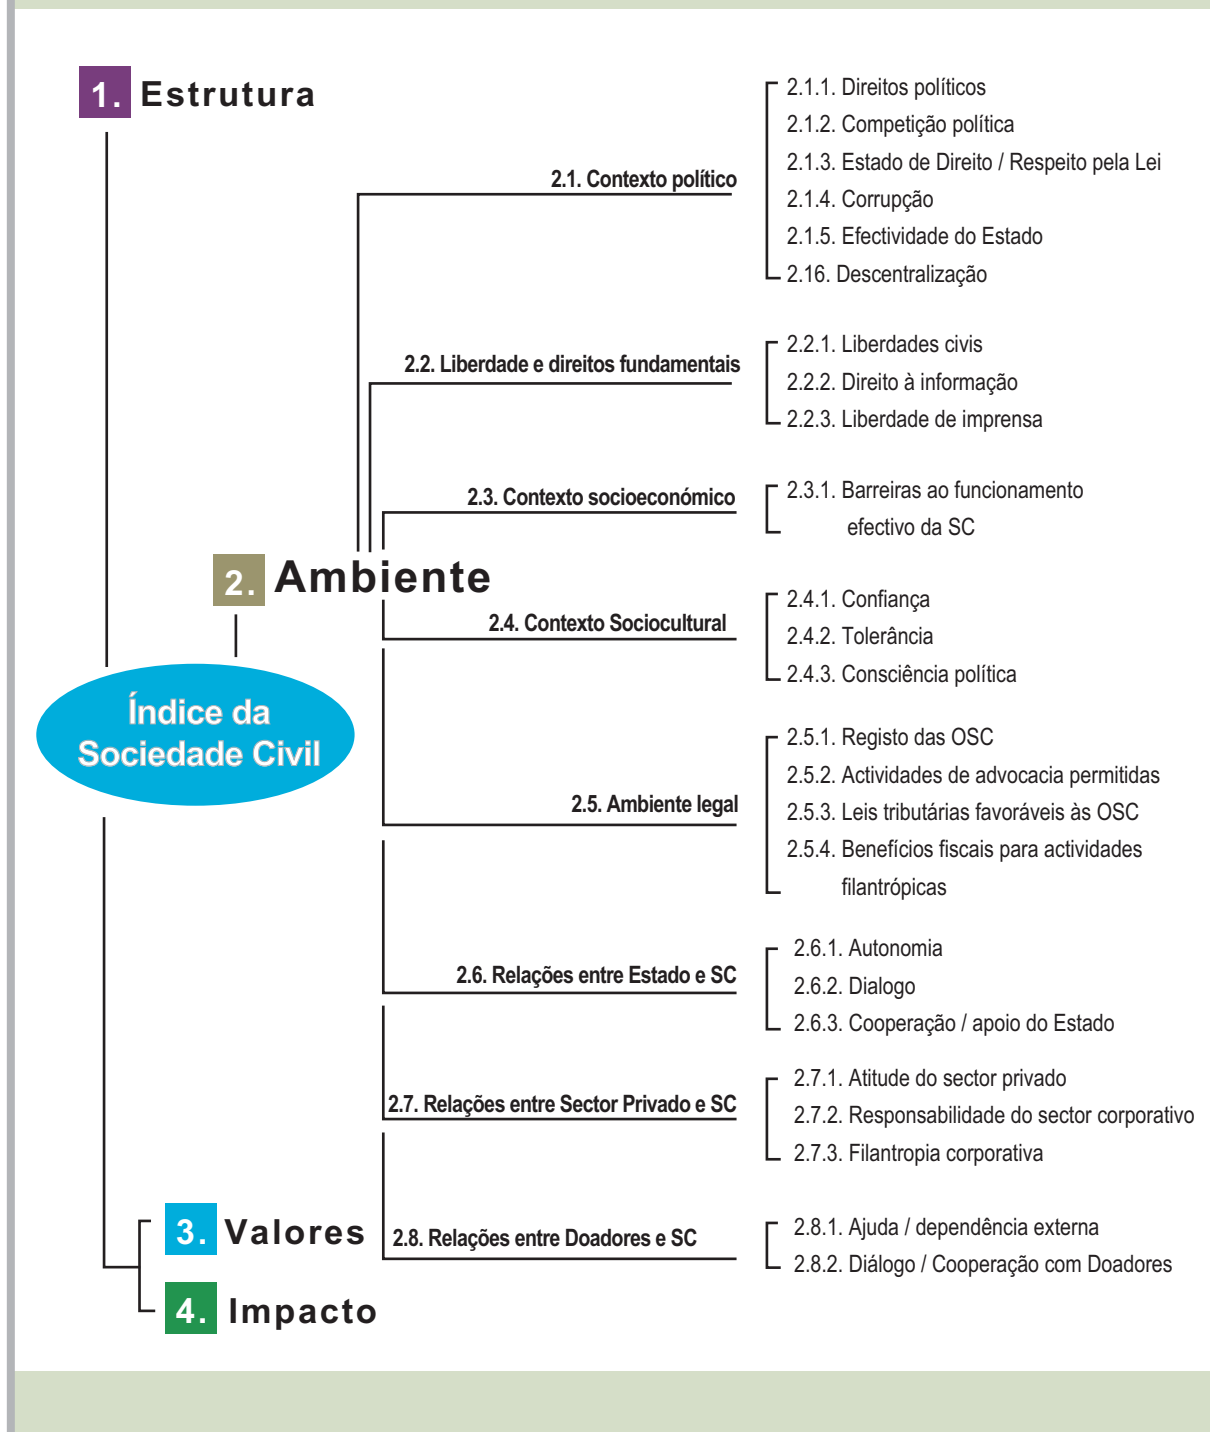 1. Estrutura
2.1. Contexto político
2.1.1. Direitos políticos
2.1.2. Competição política
2.1.3. Estado de Direito / Respeito pela Lei
2.1.4. Corrupção
2.1.5. Efectividade do Estado
2.16. Descentralização
2.2. Liberdade e direitos fundamentais
2.2.1. Liberdades civis
2.2.2. Direito à informação
2.2.3. Liberdade de imprensa
2.3. Contexto socioeconómico
2.3.1. Barreiras ao funcionamento
efectivo da SC
2. Ambiente
2.4. Contexto Sociocultural
2.4.1. Confiança
2.4.2. Tolerância
2.4.3. Consciência política
Índice da
Sociedade Civil
2.5. Ambiente legal
2.5.1. Registo das OSC
2.5.2. Actividades de advocacia permitidas
2.5.3. Leis tributárias favoráveis às OSC
2.5.4. Benefícios fiscais para actividades
filantrópicas
2.6. Relações entre Estado e SC
2.6.1. Autonomia
2.6.2. Dialogo
2.6.3. Cooperação / apoio do Estado
2.7. Relações entre Sector Privado e SC
2.7.1. Atitude do sector privado
2.7.2. Responsabilidade do sector corporativo
2.7.3. Filantropia corporativa
3. Valores
2.8. Relações entre Doadores e SC
2.8.1. Ajuda / dependência externa
2.8.2. Diálogo / Cooperação com Doadores
4. Impacto